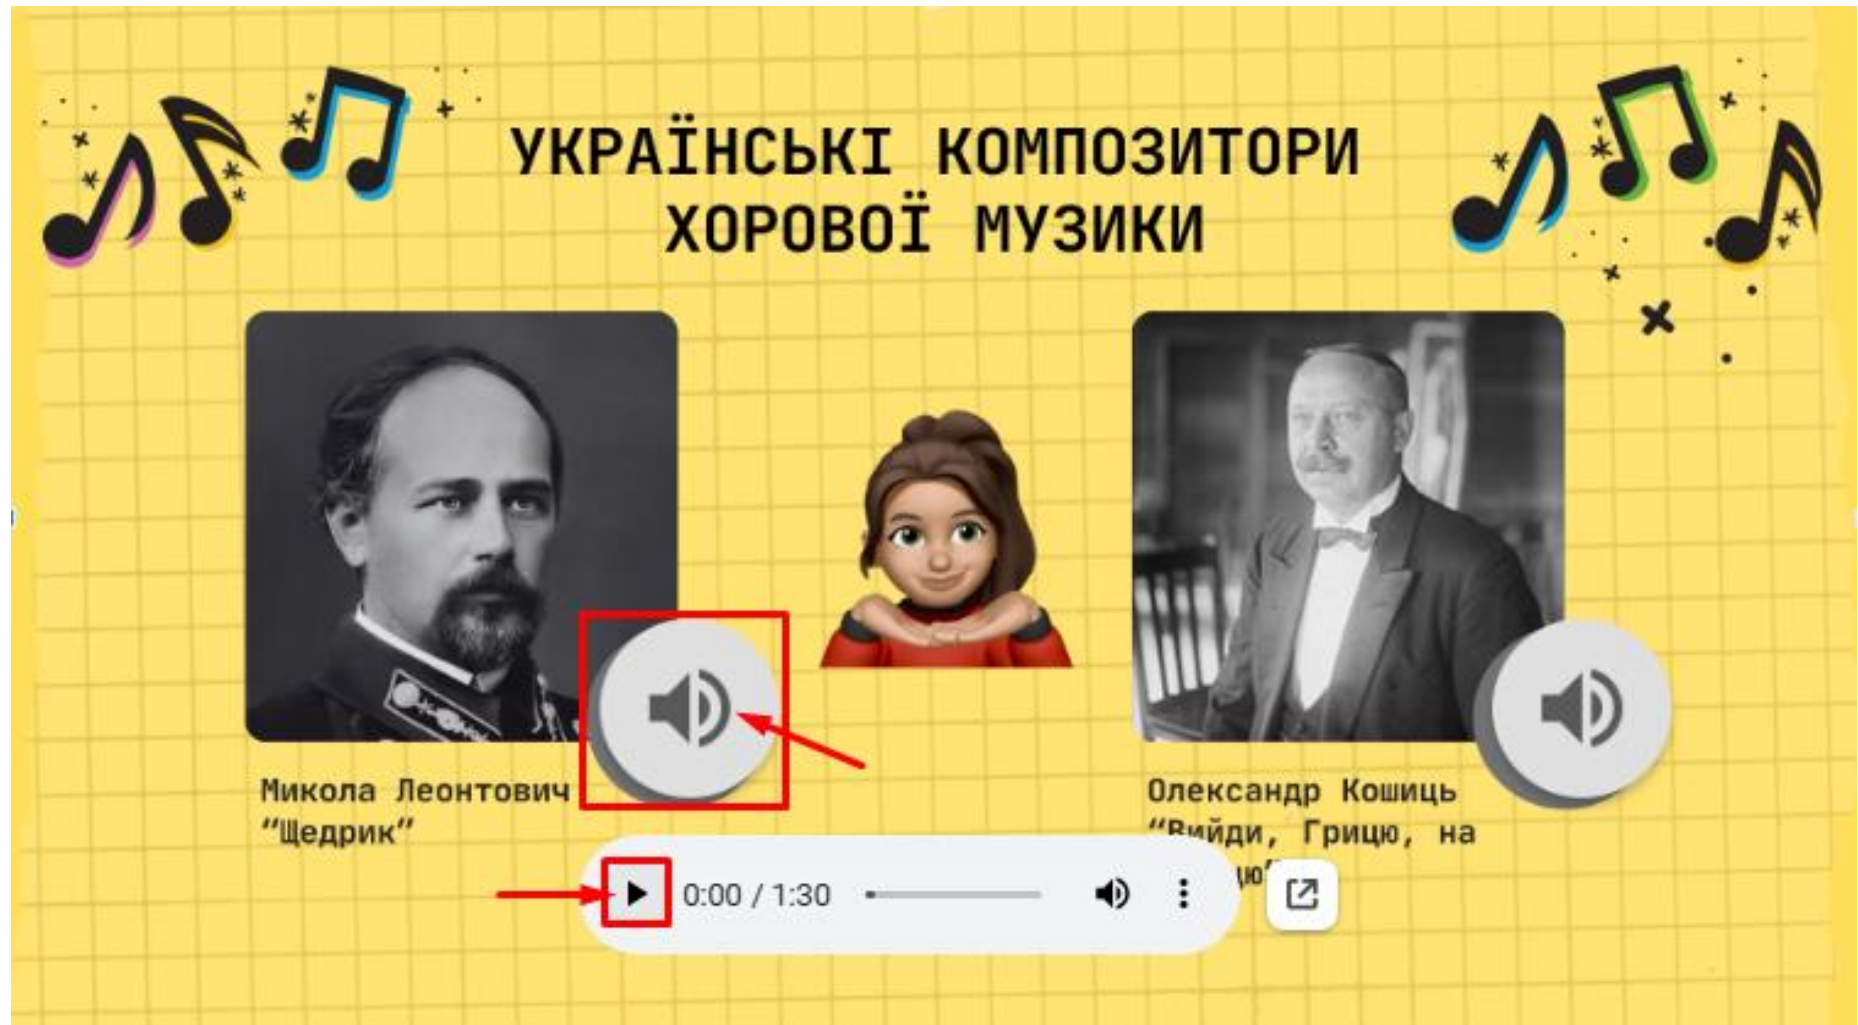 УКРАЇНСЬКІ КОМПОЗИТОРИ
ХОРОВОЇ МУЗИКИ
Микола Леонтович
“Щедрик”
Олександр Кошиць
“Вийди, Грицю, на
0:00 / 1:30